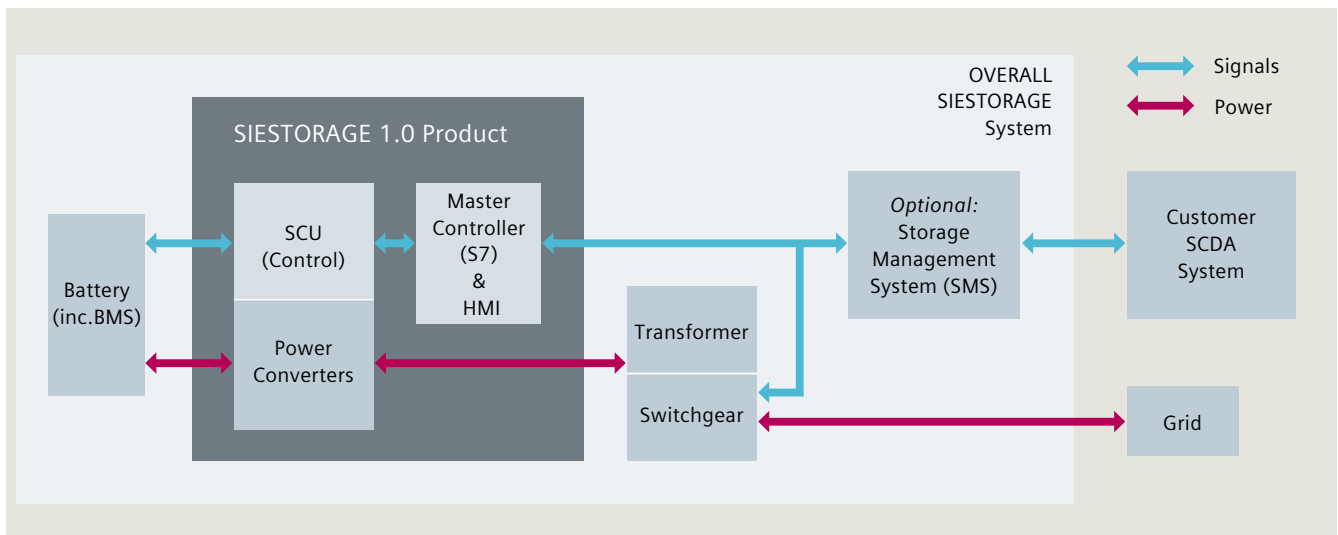 OVERALL
SIESTORAGE
System
Signals
Power
SIESTORAGE 1.0 Product
Battery
(inc.BMS)
SCU
(Control)
Power
Converters
Master
Controller
(S7)
&
HMI
Transformer
Switchgear
Optional:
Storage
Management
System (SMS)
Customer
SCDA
System
Grid